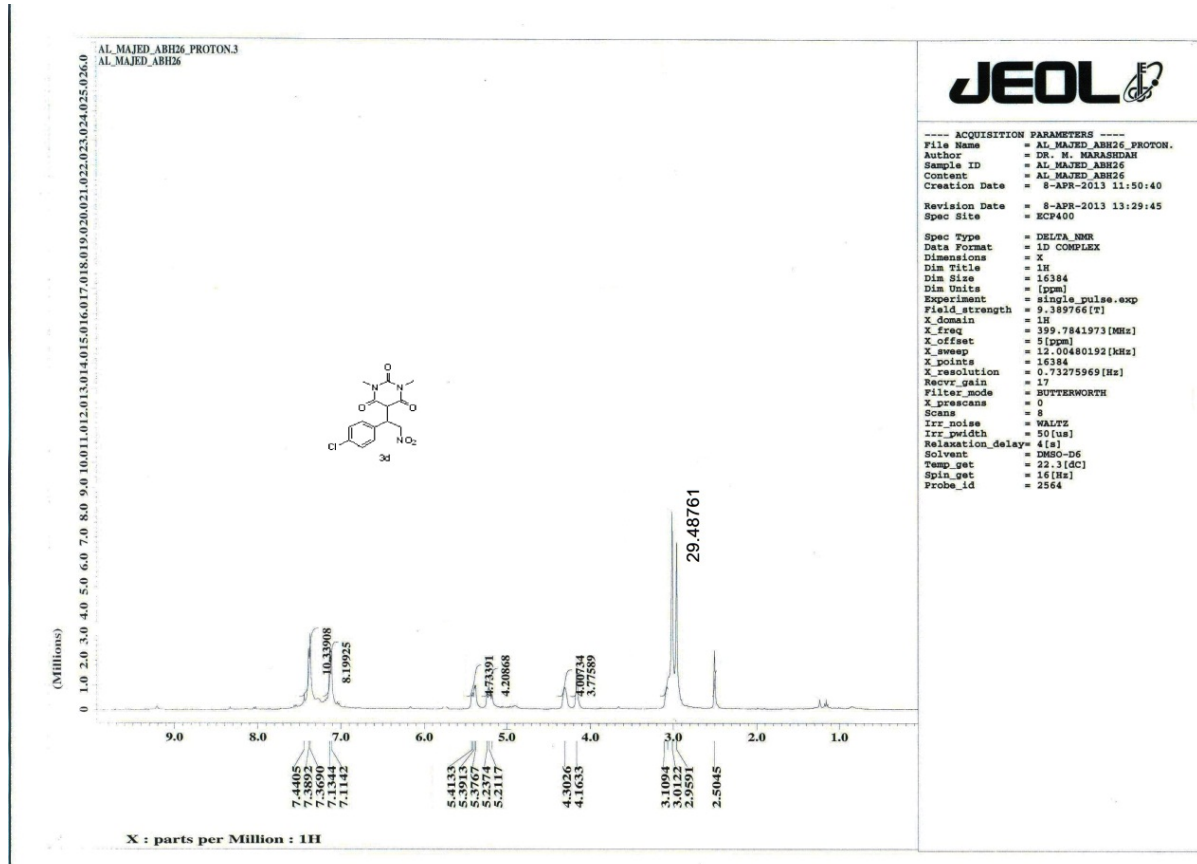 AL_MAJED_ABH26_PROTON.3
AL_MAJED_ABH26
(Millions)
0 1.0 2.0 3.0 4.0 5.0 6.0 7.0 8.0 9.0 10.0 11.0 12.0 13.0 14.0 15.0 16.0 17.0 18.0 19.0 20.0 21.0 22.0 23.0 24.0 25.0 26.0
O
N N
O O
Cl
NO2
3d
29.48761
10.33908
8.19925
4.73391
4.20868
4.00734
3.77589
9.0 8.0 7.0 6.0 5.0 4.0 3.0 2.0 1.0
7.4405
7.3892
7.3690
7.1344
7.1142
5.4133
5.3913
5.3767
5.2374
5.2117
4.3026
4.1633
3.1094
3.0122
2.9591
2.5045
X : parts per Million : 1H
JEOL
---- ACQUISITION PARAMETERS ----
File Name = AL_MAJED_ABH26_PROTON.
Author = DR. M. MARASHDAH
Sample ID = AL_MAJED_ABH26
Content = AL_MAJED_ABH26
Creation Date = 8-APR-2013 11:50:40
Revision Date = 8-APR-2013 13:29:45
Spec Site = ECP400
Spec Type = DELTA_NMR
Data Format = 1D COMPLEX
Dimensions = X
Dim Title = 1H
Dim Size = 16384
Dim Units = [ppm]
Experiment = single_pulse.exp
Field_strength = 9.389766[T]
X_domain = 1H
X_freq = 399.7841973[MHz]
X_offset = 5[ppm]
X_sweep = 12.00480192[kHz]
X_points = 16384
X_resolution = 0.73275969[Hz]
Recvr_gain = 17
Filter_mode = BUTTERWORTH
X_prescans = 0
Scans = 8
Irr_noise = WALTZ
Irr_pwidth = 50[us]
Relaxation_delay= 4[s]
Solvent = DMSO-D6
Temp_get = 22.3[dC]
Spin_get = 16[Hz]
Probe_id = 2564